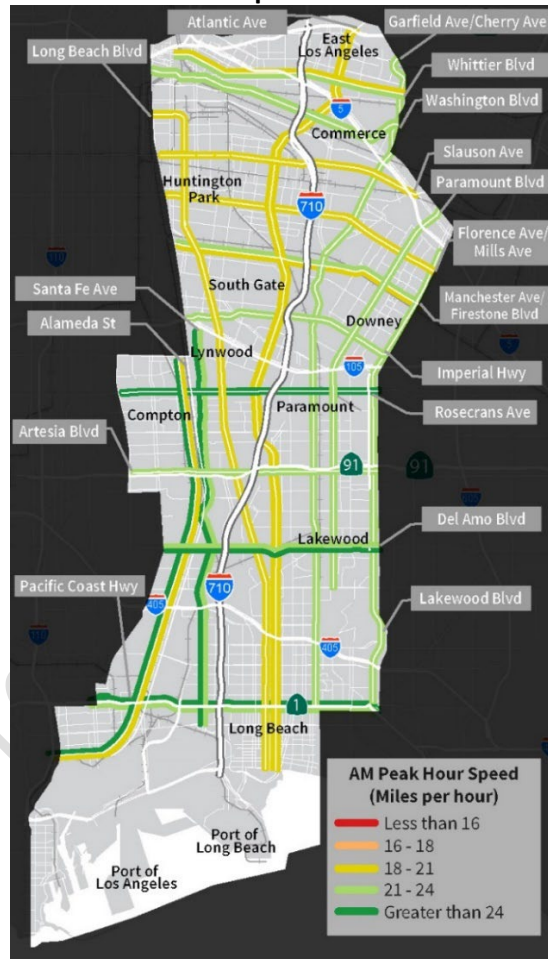 Atlantic Ave
Garfield Ave/Cherry Ave
East
Los Angeles
Long Beach Blvd
Whittier Blvd
Washington Blvd
5
Commerce
Slauson Ave
Paramount Blvd
Huntington
Park
710
Florence Ave/
Mills Ave
710
South Gate
Santa Fe Ave
Manchester Ave/
Firestone Blvd
Alameda St
Downey
Lynwood
105
Imperial Hwy
Compton
Paramount
Rosecrans Ave
Artesia Blvd
91
91
Lakewood
Del Amo Blvd
Pacific Coast Hwy
710
405
Lakewood Blvd
405
1
Long Beach
AM Peak Hour Speed
(Miles per hour)
Less than 16
16 - 18
18 - 21
21 - 24
Greater than 24
Port of
Long Beach
Port of
Los Angeles